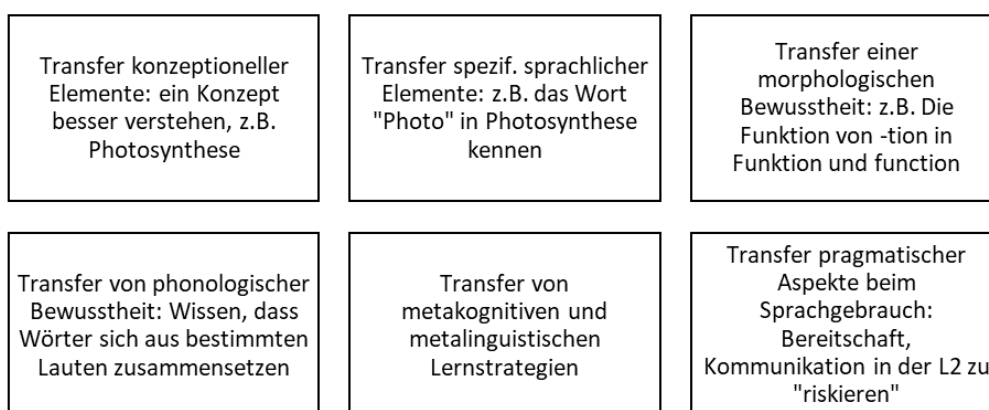 Transfer konzeptioneller
Elemente: ein Konzept
besser verstehen, z.B.
Photosynthese
Transfer spezif. sprachlicher
Elemente: z.B. das Wort
"Photo" in Photosynthese
kennen
Transfer einer
morphologischen
Bewusstheit: z.B. Die
Funktion von -tion in
Funktion und function
Transfer von phonologischer
Bewusstheit: Wissen, dass
Wörter sich aus bestimmten
Lauten zusammensetzen
Transfer von
metakognitiven und
metalinguistischen
Lernstrategien
Transfer pragmatischer
Aspekte beim
Sprachgebrauch:
Bereitschaft,
Kommunikation in der L2 zu
"riskieren"